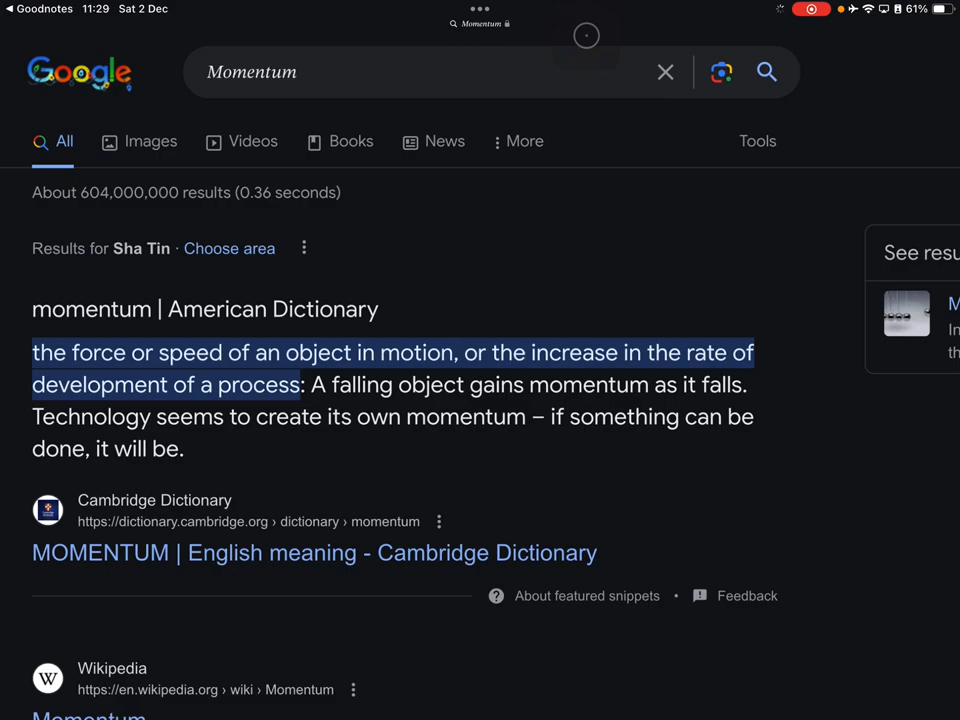 Goodnotes 11:29 Sat 2 Dec
61%
Momentum
Google
Momentum
All Images Videos Books News More Tools
About 604,000,000 results (0.36 seconds)
Results for Sha Tin · Choose area
See resu
momentum | American Dictionary
the force or speed of an object in motion, or the increase in the rate of
development of a process: A falling object gains momentum as it falls.
Technology seems to create its own momentum – if something can be
done, it will be.
M
In
th
Cambridge Dictionary
https://dictionary.cambridge.org › dictionary › momentum
MOMENTUM | English meaning - Cambridge Dictionary
About featured snippets • Feedback
W
Wikipedia
https://en.wikipedia.org › wiki › Momentum
Momentum